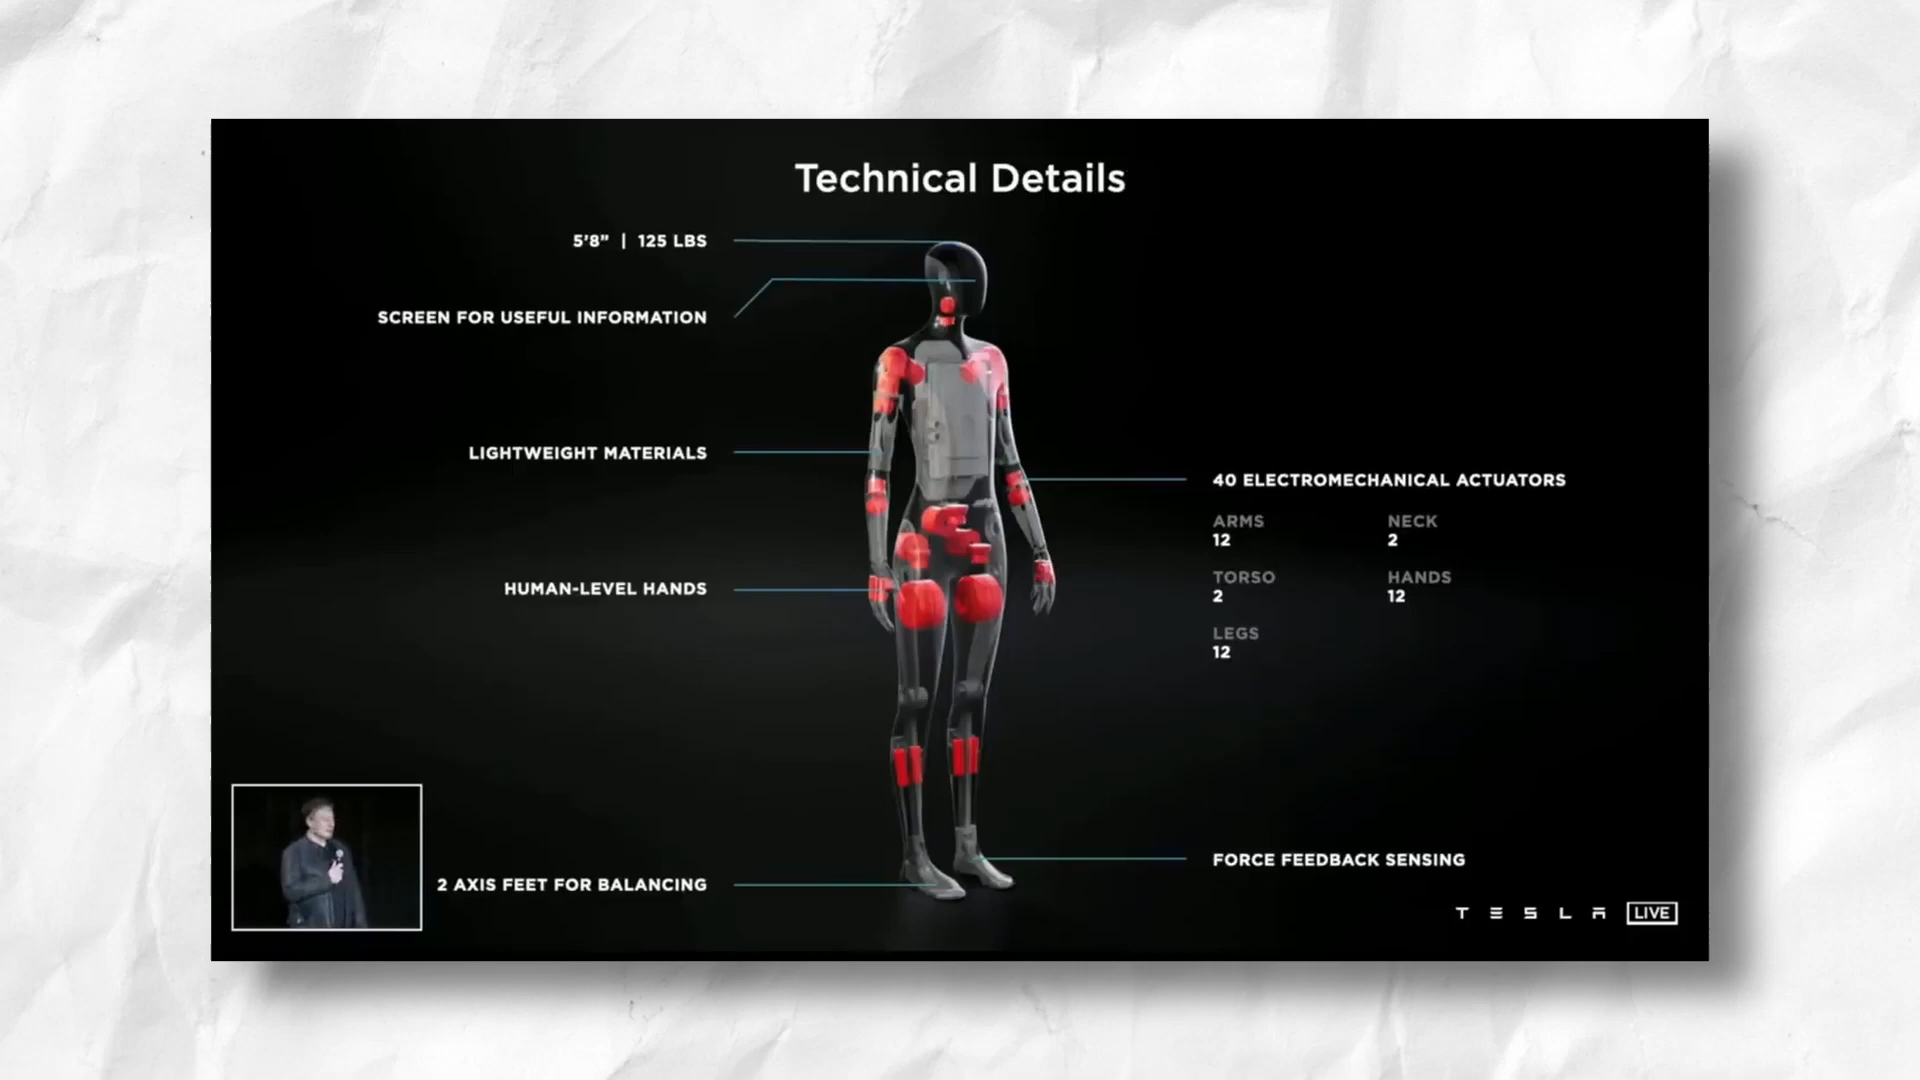 Technical Details
5'8" | 125 LBS
SCREEN FOR USEFUL INFORMATION
LIGHTWEIGHT MATERIALS
HUMAN-LEVEL HANDS
2 AXIS FEET FOR BALANCING
40 ELECTROMECHANICAL ACTUATORS
ARMS
12
NECK
2
TORSO
2
HANDS
12
LEGS
12
FORCE FEEDBACK SENSING
TESLA LIVE